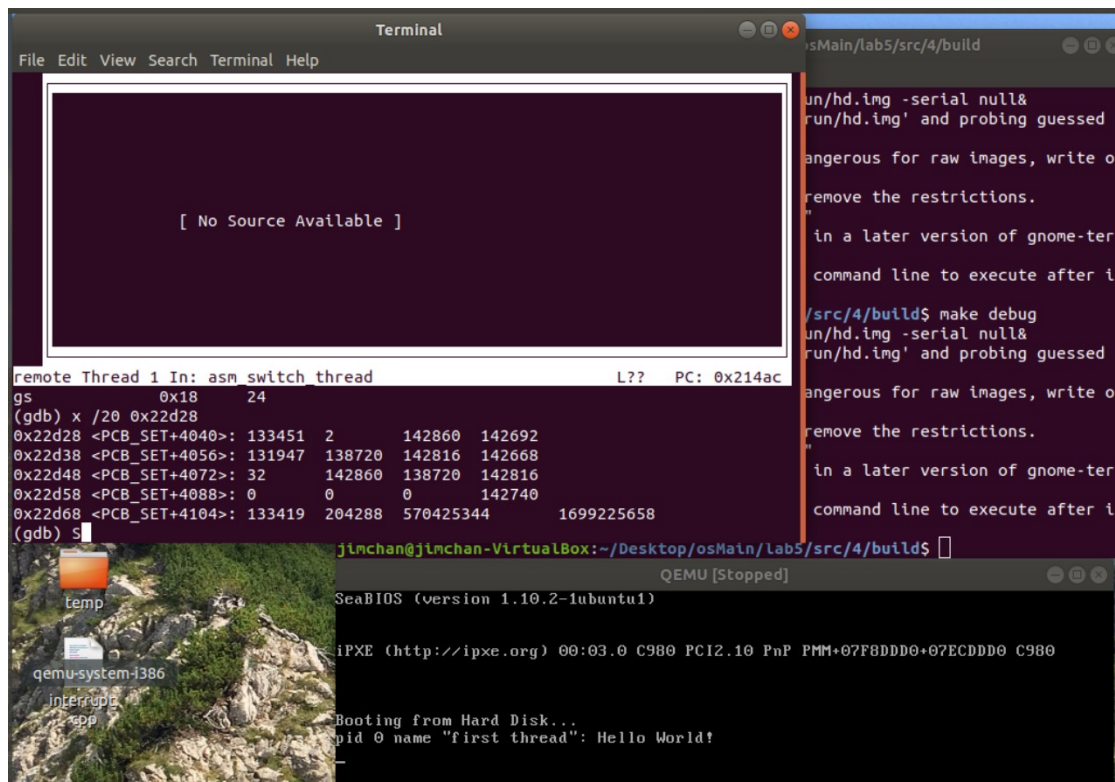 Terminal
File Edit View Search Terminal Help
[ No Source Available ]
remote Thread 1 In: asm_switch_thread L?? PC: 0x214ac
gs 0x18 24
(gdb) x /20 0x22d28
0x22d28 <PCB_SET+4040>: 133451 2 142860 142692
0x22d38 <PCB_SET+4056>: 131947 138720 142816 142668
0x22d48 <PCB_SET+4072>: 32 142860 138720 142816
0x22d58 <PCB_SET+4088>: 0 0 0 142740
0x22d68 <PCB_SET+4104>: 133419 204288 570425344 1699225658
(gdb) S
sMain/lab5/src/4/build
un/hd.img -serial null&
run/hd.img' and probing guessed
angerous for raw images, write o
remove the restrictions.
"
in a later version of gnome-ter
command line to execute after i
/src/4/build$ make debug
un/hd.img -serial null&
run/hd.img' and probing guessed
angerous for raw images, write o
remove the restrictions.
"
in a later version of gnome-ter
command line to execute after i
jimchan@jimchan-VirtualBox:~/Desktop/osMain/lab5/src/4/build$
temp
qemu-system-i386
interrupt.
cpp
QEMU [Stopped]
SeaBIOS (version 1.10.2-1ubuntu1)
iPXE (http://ipxe.org) 00:03.0 C980 PCI2.10 PnP PMM+07F8DDD0+07ECDDD0 C980
Booting from Hard Disk...
pid 0 name "first thread": Hello World!